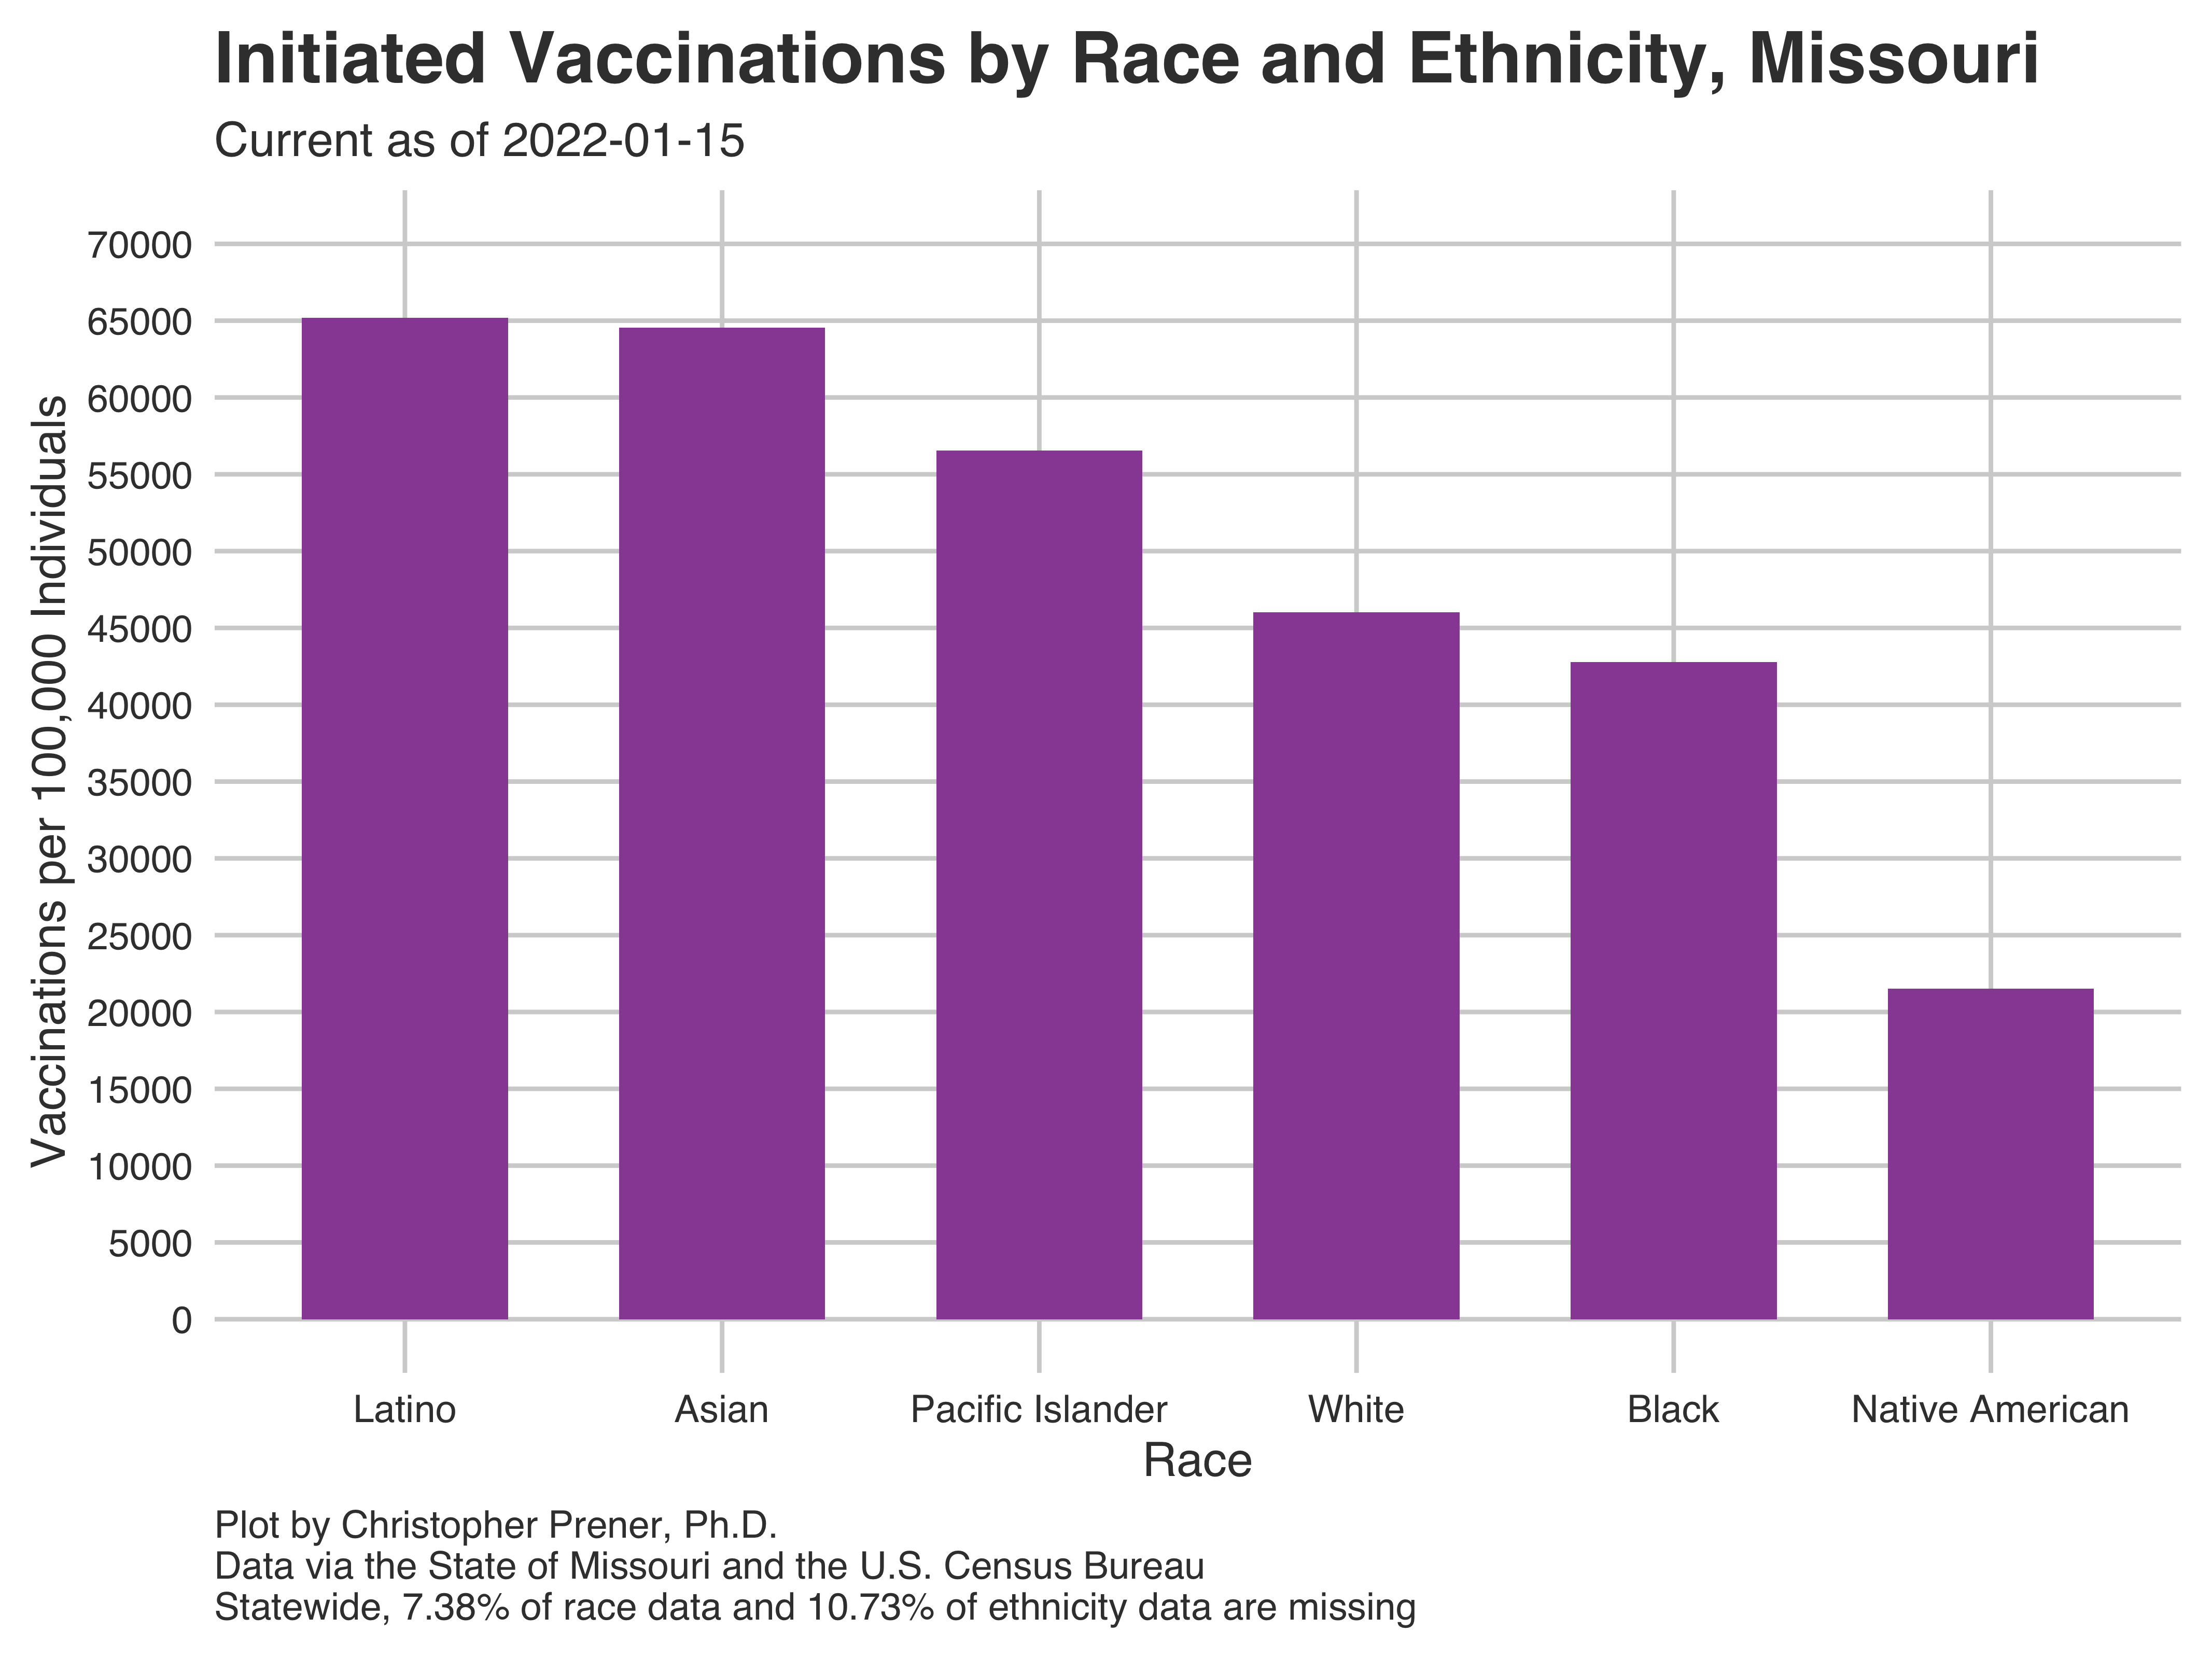 Initiated Vaccinations by Race and Ethnicity, Missouri
Current as of 2022-01-15
Vaccinations per 100,000 Individuals
70000
65000
60000
55000
50000
45000
40000
35000
30000
25000
20000
15000
10000
5000
0
Latino
Asian
Pacific Islander
White
Black
Native American
Race
Plot by Christopher Prener, Ph.D.
Data via the State of Missouri and the U.S. Census Bureau
Statewide, 7.38% of race data and 10.73% of ethnicity data are missing